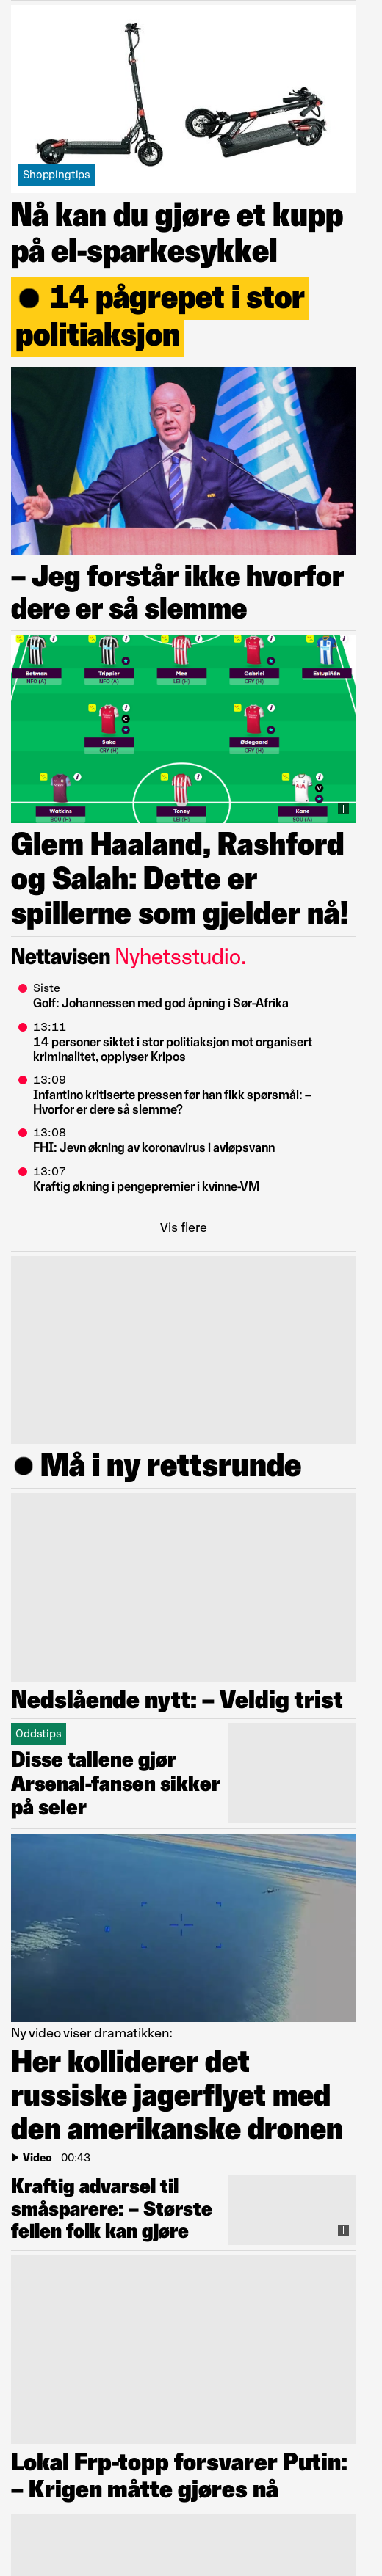 Shoppingtips
Nå kan du gjøre et kupp
på el-sparkesykkel
14 pågrepet i stor
politiaksjon
– Jeg forstår ikke hvorfor
dere er så slemme
Botman Trippier Mee Gabriel Estupiñán
NFO (A) NFO (A) LEI (H) CRY (H)
C
Saka Ødegaard
CRY (H) CRY (H)
V
Watkins Toney Kane
BOU (H) LEI (H) SOU (A)
Glem Haaland, Rashford
og Salah: Dette er
spillerne som gjelder nå!
Nettavisen Nyhetsstudio.
Siste
Golf: Johannessen med god åpning i Sør-Afrika
13:11
14 personer siktet i stor politiaksjon mot organisert
kriminalitet, opplyser Kripos
13:09
Infantino kritiserte pressen før han fikk spørsmål: –
Hvorfor er dere så slemme?
13:08
FHI: Jevn økning av koronavirus i avløpsvann
13:07
Kraftig økning i pengepremier i kvinne-VM
Vis flere
Må i ny rettsrunde
Nedslående nytt: – Veldig trist
Oddstips
Disse tallene gjør
Arsenal-fansen sikker
på seier
Ny video viser dramatikken:
Her kolliderer det
russiske jagerflyet med
den amerikanske dronen
Video | 00:43
Kraftig advarsel til
småsparere: – Største
feilen folk kan gjøre
Lokal Frp-topp forsvarer Putin:
– Krigen måtte gjøres nå